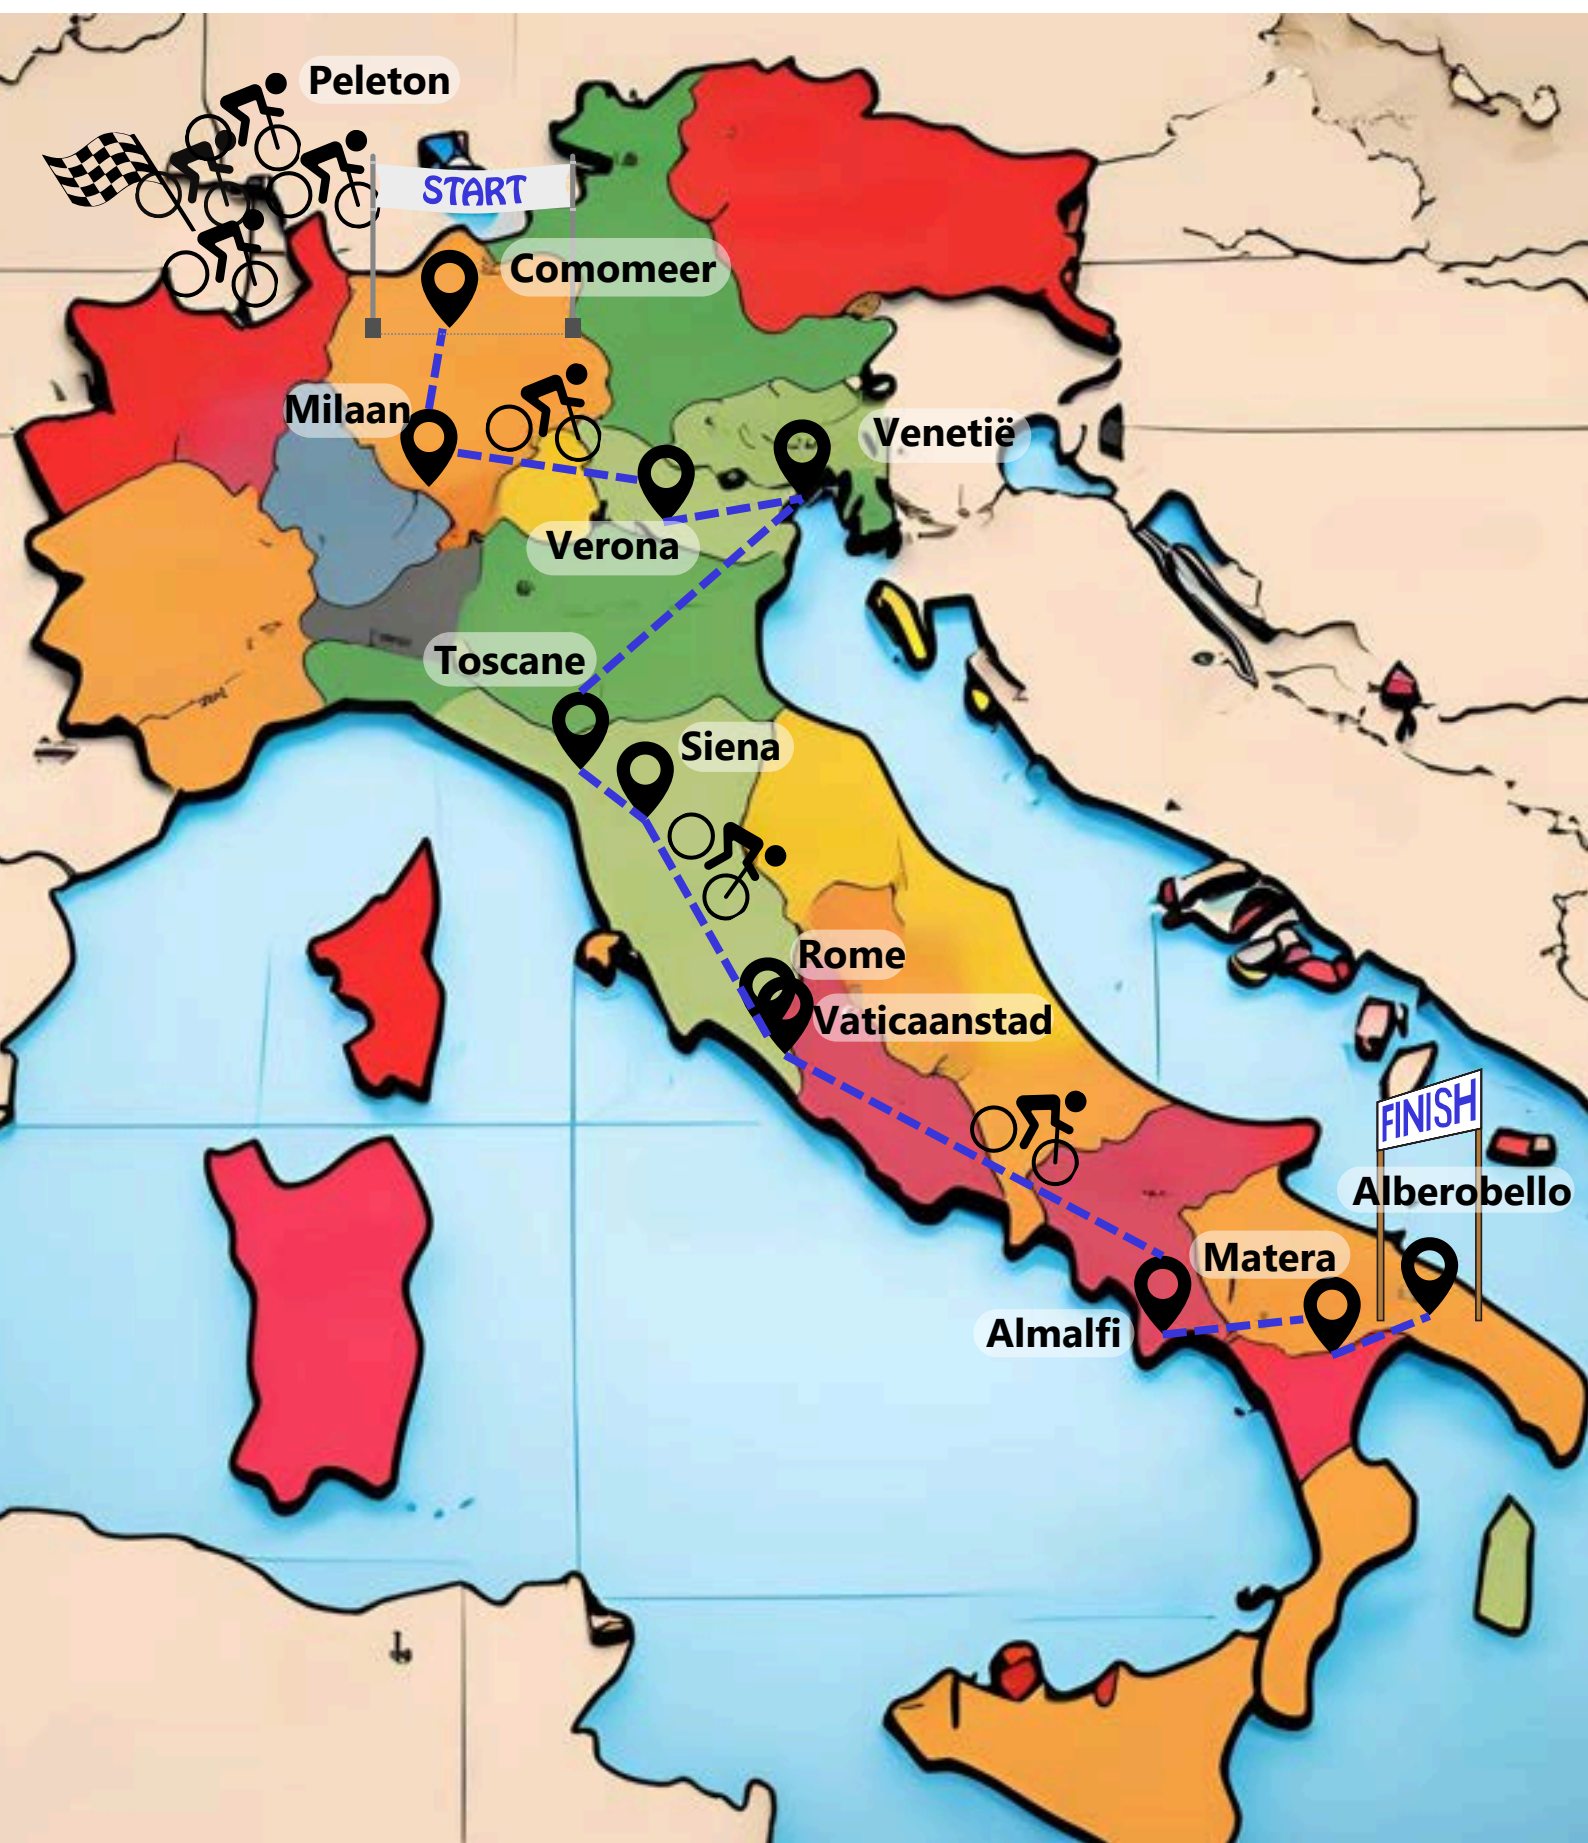 Peleton
START
Comomeer
Milaan
Venetië
Verona
Toscane
Siena
Rome
Vaticaanstad
FINISH
Alberobello
Matera
Almalfi